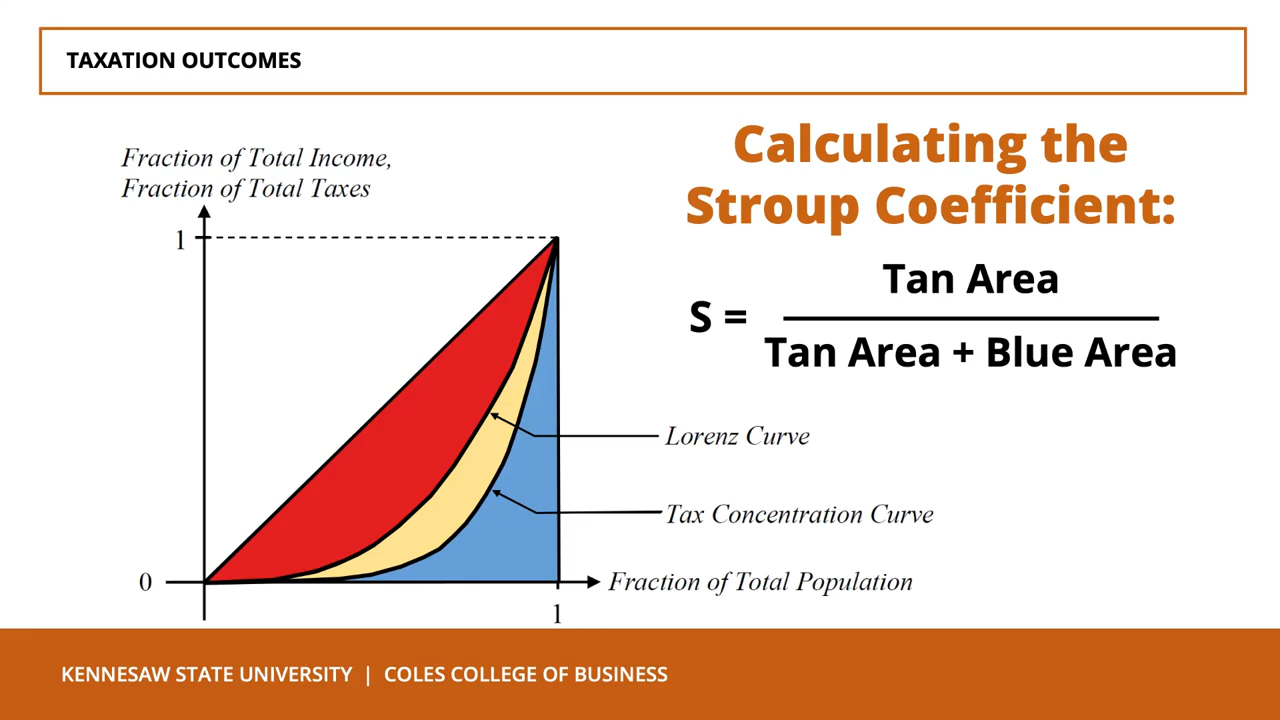 TAXATION OUTCOMES
Fraction of Total Income,
Fraction of Total Taxes
1
0
1
Lorenz Curve
Tax Concentration Curve
Fraction of Total Population
Calculating the
Stroup Coefficient:
S =
Tan Area
Tan Area + Blue Area
KENNESAW STATE UNIVERSITY | COLES COLLEGE OF BUSINESS